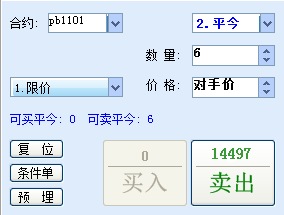 合约: pb1101 2.平今
数 量: 6
1.限价 价 格: 对手价
可买平今: 0 可卖平今: 6
复 位
条件单
预 埋
0
买入
14497
卖出